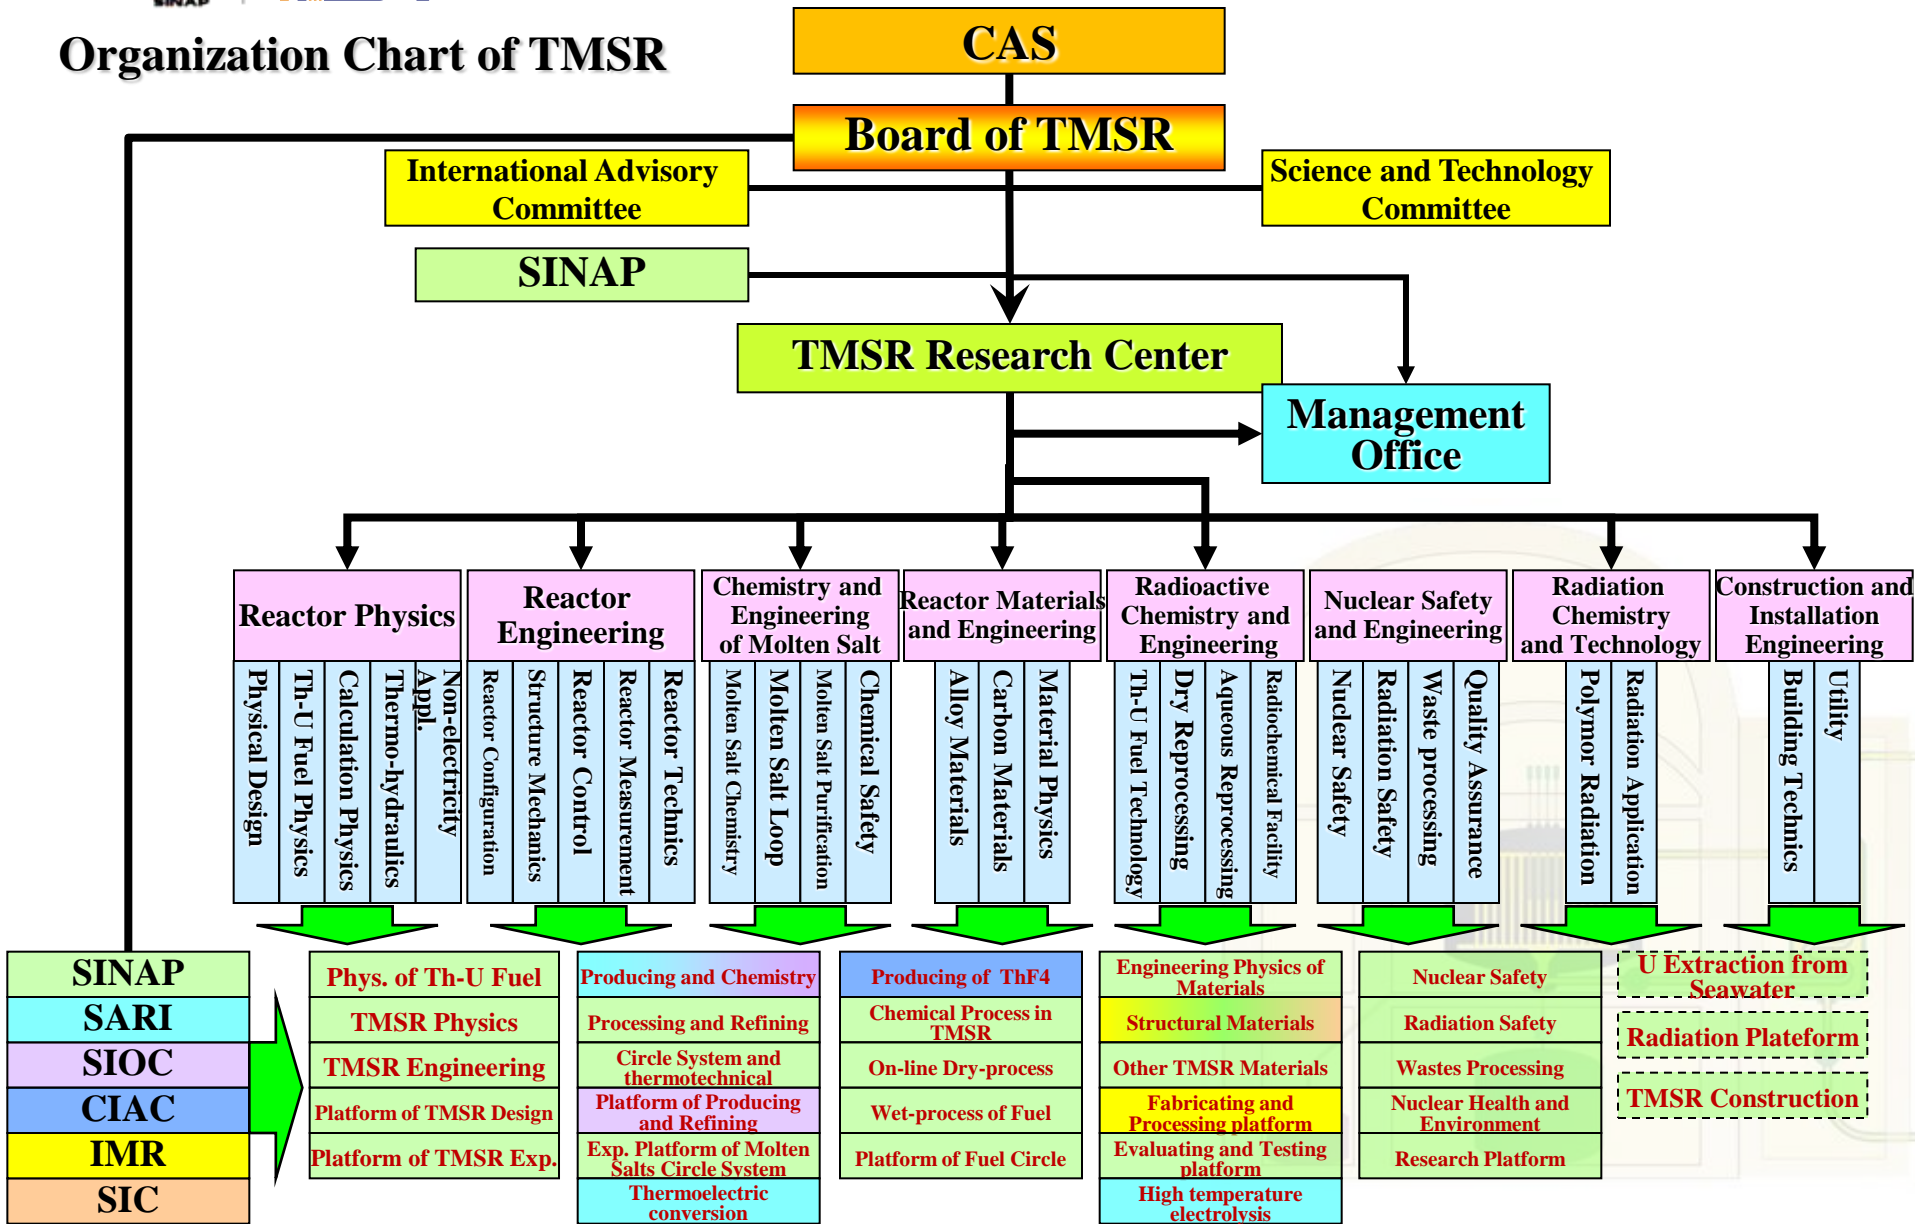 SINAP
Organization Chart of TMSR
CAS
Board of TMSR
International Advisory
Committee
Science and Technology
Committee
SINAP
TMSR Research Center
Management
Office
Reactor Physics
Reactor
Engineering
Chemistry and
Engineering
of Molten Salt
Reactor Materials
and Engineering
Radioactive
Chemistry and
Engineering
Nuclear Safety
and Engineering
Radiation
Chemistry
and Technology
Construction and
Installation
Engineering
Physical Design
Th-U Fuel Physics
Calculation Physics
Thermo-hydraulics
Non-electricity
Appl.
Reactor Configuration
Structure Mechanics
Reactor Control
Reactor Measurement
Reactor Technics
Molten Salt Chemistry
Molten Salt Loop
Molten Salt Purification
Chemical Safety
Alloy Materials
Carbon Materials
Material Physics
Th-U Fuel Technology
Dry Reprocessing
Aqueous Reprocessing
Radiochemical Facility
Nuclear Safety
Radiation Safety
Waste processing
Quality Assurance
Polymor Radiation
Radiation Application
Building Technics
Utility
SINAP
SARI
SIOC
CIAC
IMR
SIC
Phys. of Th-U Fuel
TMSR Physics
TMSR Engineering
Platform of TMSR Design
Platform of TMSR Exp.
Producing and Chemistry
Processing and Refining
Circle System and
thermotechnical
Platform of Producing
and Refining
Exp. Platform of Molten
Salts Circle System
Thermoelectric
conversion
Producing of ThF4
Chemical Process in
TMSR
On-line Dry-process
Wet-process of Fuel
Platform of Fuel Circle
Engineering Physics of
Materials
Structural Materials
Other TMSR Materials
Fabricating and
Processing platform
Evaluating and Testing
platform
High temperature
electrolysis
Nuclear Safety
Radiation Safety
Wastes Processing
Nuclear Health and
Environment
Research Platform
U Extraction from
Seawater
Radiation Plateform
TMSR Construction